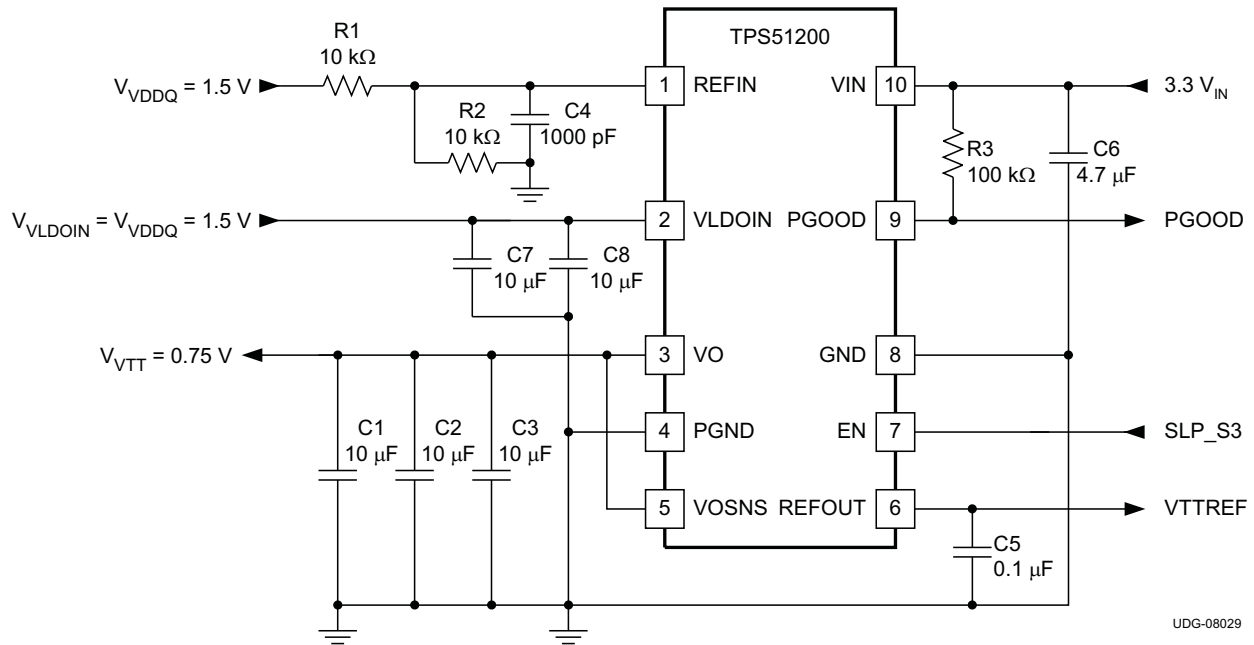 TPS51200
R1
10 kΩ
V_VDDQ = 1.5 V
1
REFIN
VIN
10
3.3 V_IN
R2
10 kΩ
C4
1000 pF
R3
100 kΩ
C6
4.7 µF
V_VLDOIN = V_VDDQ = 1.5 V
2
VLDOIN
PGOOD
9
PGOOD
C7
10 µF
C8
10 µF
V_VTT = 0.75 V
3
VO
GND
8
C1
10 µF
C2
10 µF
C3
10 µF
4
PGND
EN
7
SLP_S3
5
VOSNS
REFOUT
6
VTTREF
C5
0.1 µF
UDG-08029